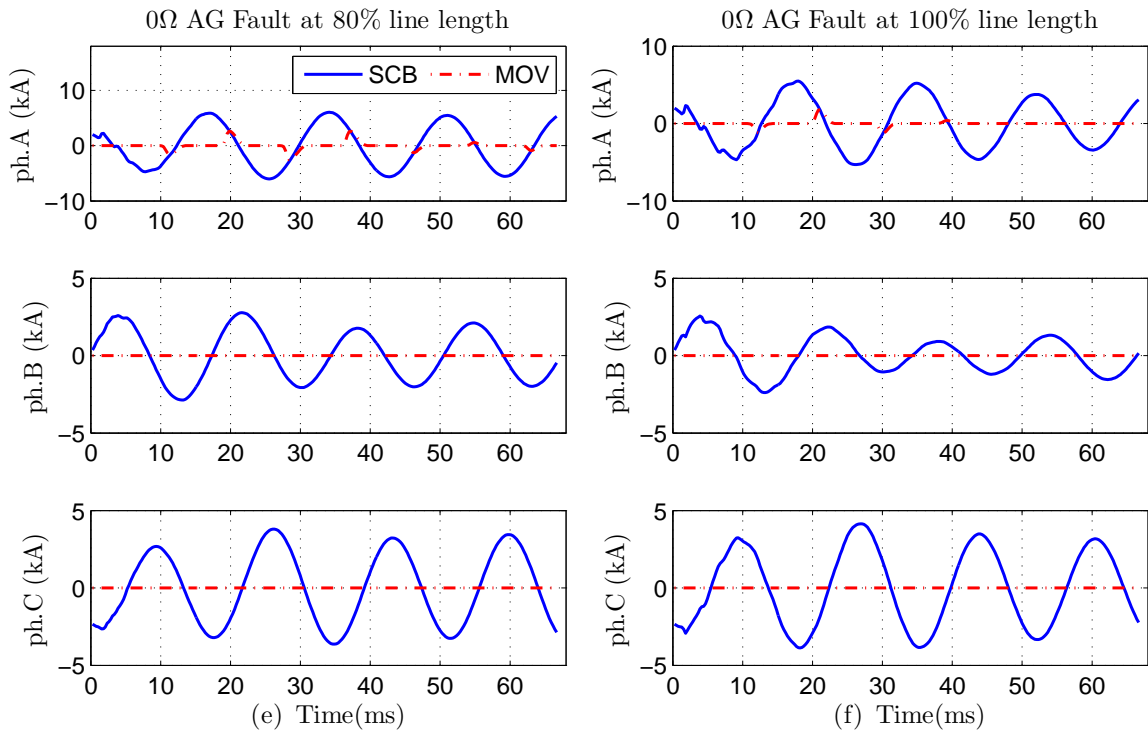 0Ω AG Fault at 80% line length
SCB
MOV
ph.A (kA)
10
0
−10
0 10 20 30 40 50 60
ph.B (kA)
5
0
−5
0 10 20 30 40 50 60
ph.C (kA)
5
0
−5
0 10 20 30 40 50 60
(e) Time(ms)
0Ω AG Fault at 100% line length
ph.A (kA)
10
0
−10
0 10 20 30 40 50 60
ph.B (kA)
5
0
−5
0 10 20 30 40 50 60
ph.C (kA)
5
0
−5
0 10 20 30 40 50 60
(f) Time(ms)